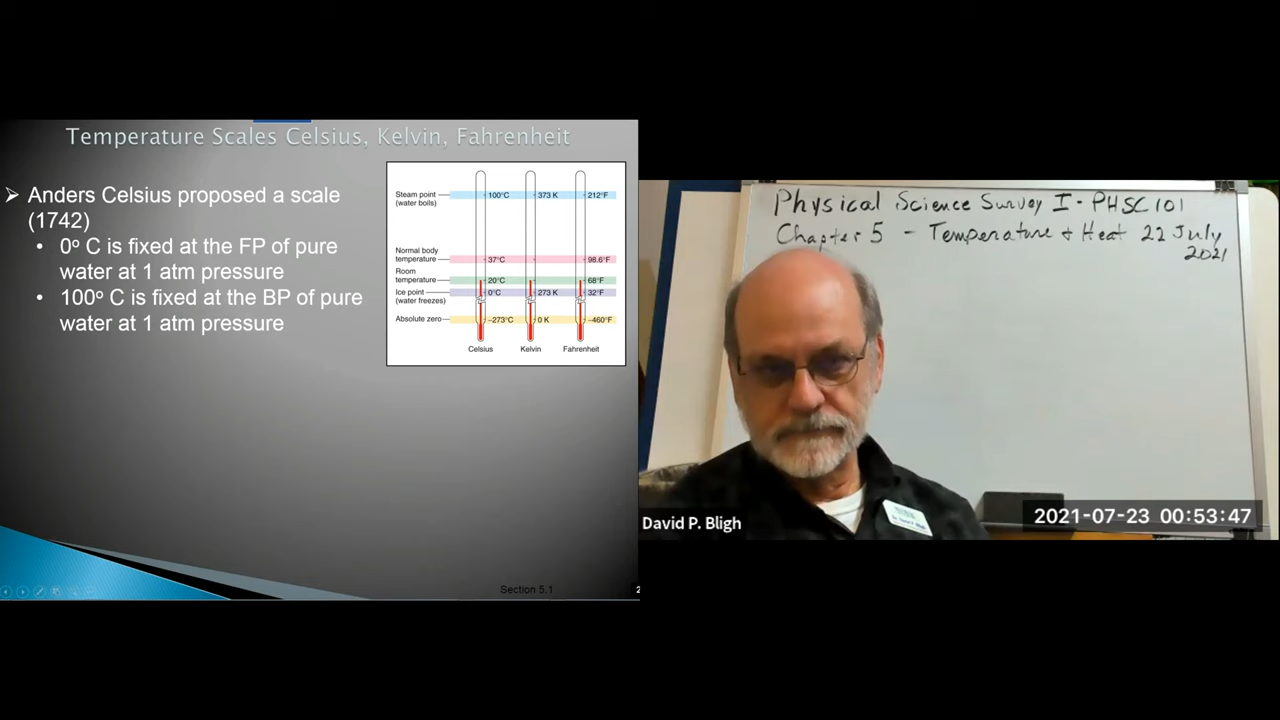 Temperature Scales Celsius, Kelvin, Fahrenheit
➢ Anders Celsius proposed a scale
(1742)
• 0º C is fixed at the FP of pure
water at 1 atm pressure
• 100º C is fixed at the BP of pure
water at 1 atm pressure
Steam point
(water boils)
100°C 373 K 212°F
Normal body
temperature
37°C 98.6°F
Room
temperature
20°C 68°F
Ice point
(water freezes)
0°C 273 K 32°F
Absolute zero
–273°C 0 K –460°F
Celsius Kelvin Fahrenheit
Section 5.1
Physical Science Survey I - PHSC 101
Chapter 5 - Temperature & Heat 22 July
2021
David P. Bligh
2021-07-23 00:53:47